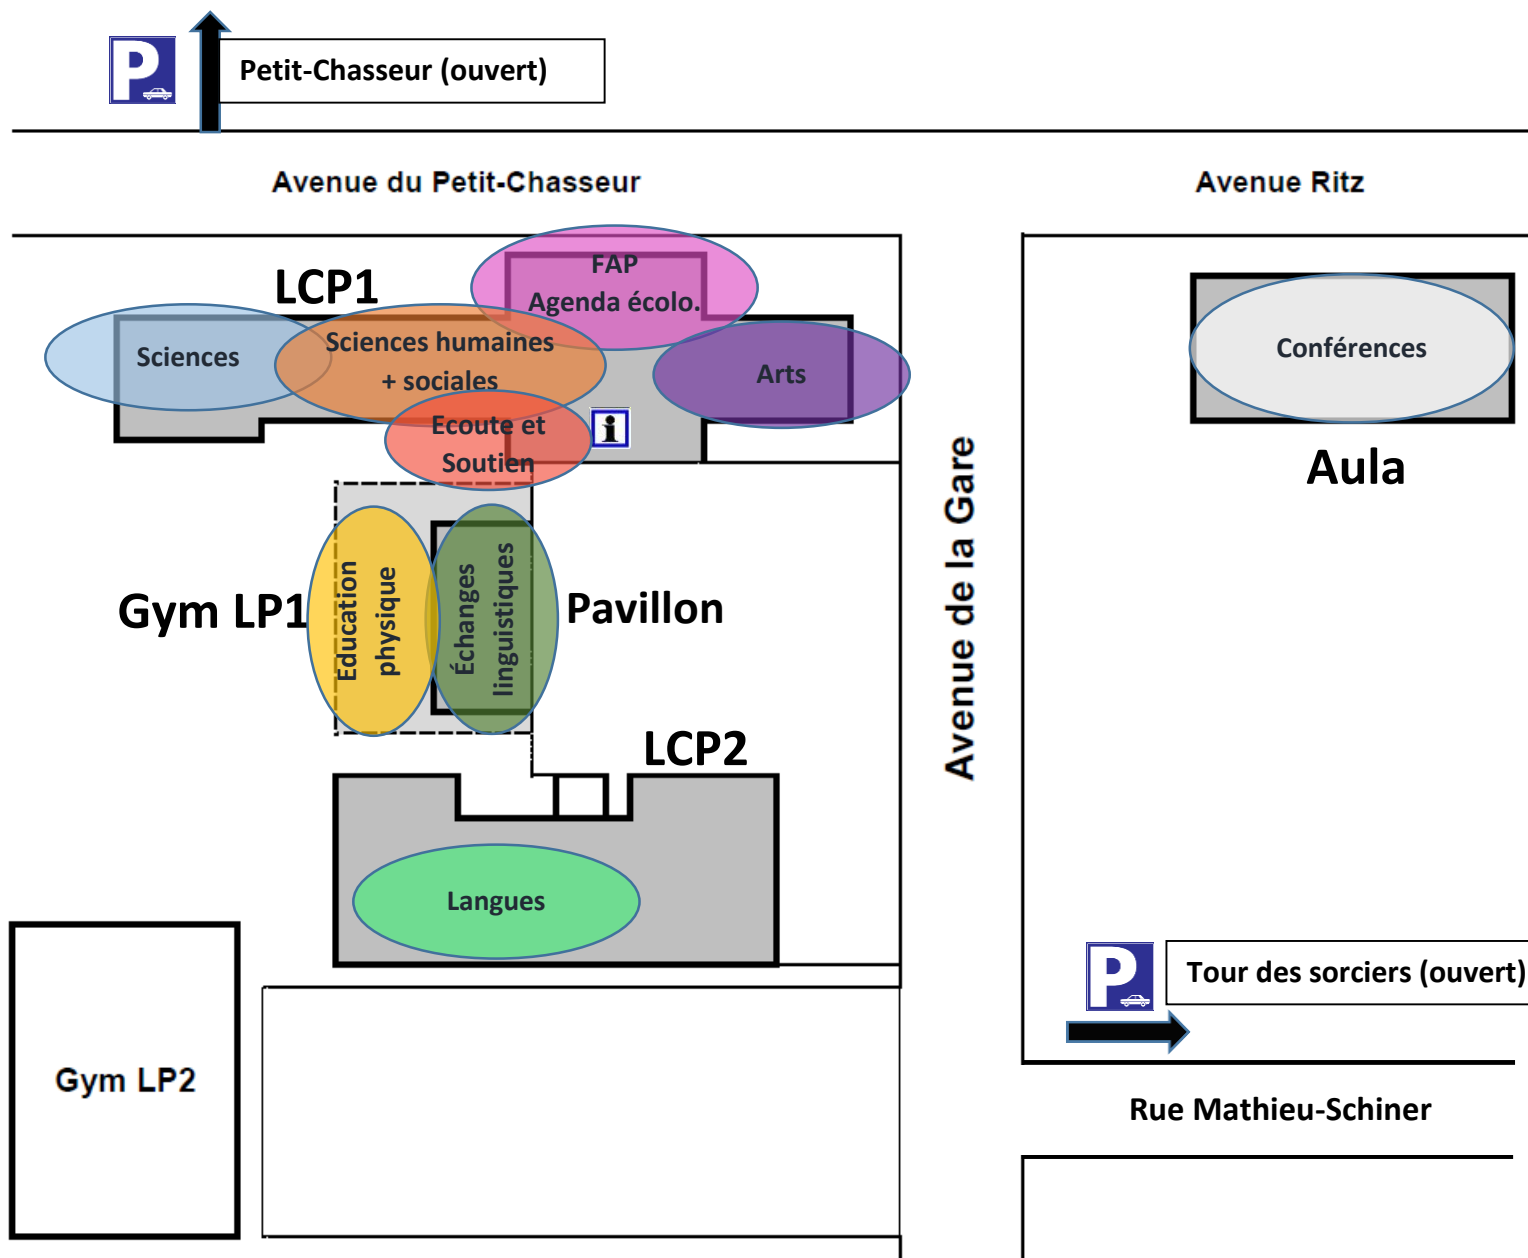 P
Petit-Chasseur (ouvert)
Avenue du Petit-Chasseur
Avenue Ritz
FAP
Agenda écolo.
LCP1
Sciences
Sciences humaines
+ sociales
Arts
Conférences
Ecoute et
Soutien
i
Aula
Avenue de la Gare
Gym LP1
Education
physique
Échanges
linguistiques
Pavillon
LCP2
Langues
P
Tour des sorciers (ouvert)
Gym LP2
Rue Mathieu-Schiner